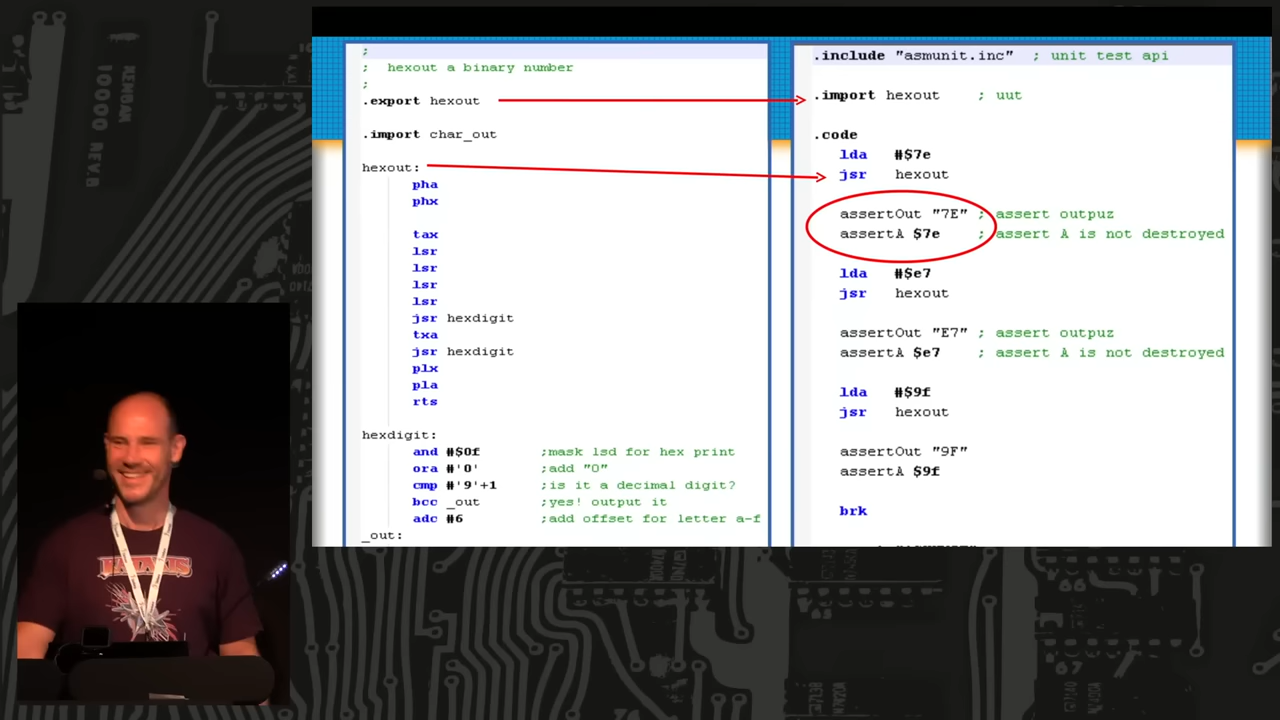 ;
;  hexout a binary number
;
.export hexout
.import char_out
hexout:
pha
phx
tax
lsr
lsr
lsr
lsr
jsr hexdigit
txa
jsr hexdigit
plx
pla
rts
hexdigit:
and #$0f ;mask lsd for hex print
ora #'0' ;add "0"
cmp #'9'+1 ;is it a decimal digit?
bcc _out ;yes! output it
adc #6 ;add offset for letter a-f
_out:
.include "asmunit.inc" ; unit test api
.import hexout ; uut
.code
lda #$7e
jsr hexout
assertOut "7E" ; assert outpuz
assertA $7e ; assert A is not destroyed
lda #$e7
jsr hexout
assertOut "E7" ; assert outpuz
assertA $e7 ; assert A is not destroyed
lda #$9f
jsr hexout
assertOut "9F"
assertA $9f
brk
10000 REV.B